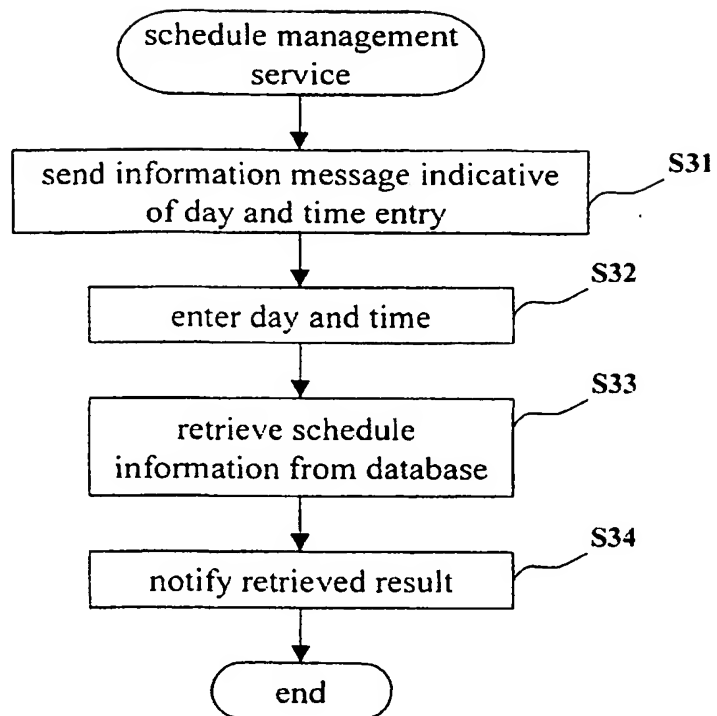 schedule management
service
send information message indicative
of day and time entry
S31
enter day and time
S32
retrieve schedule
information from database
S33
notify retrieved result
S34
end